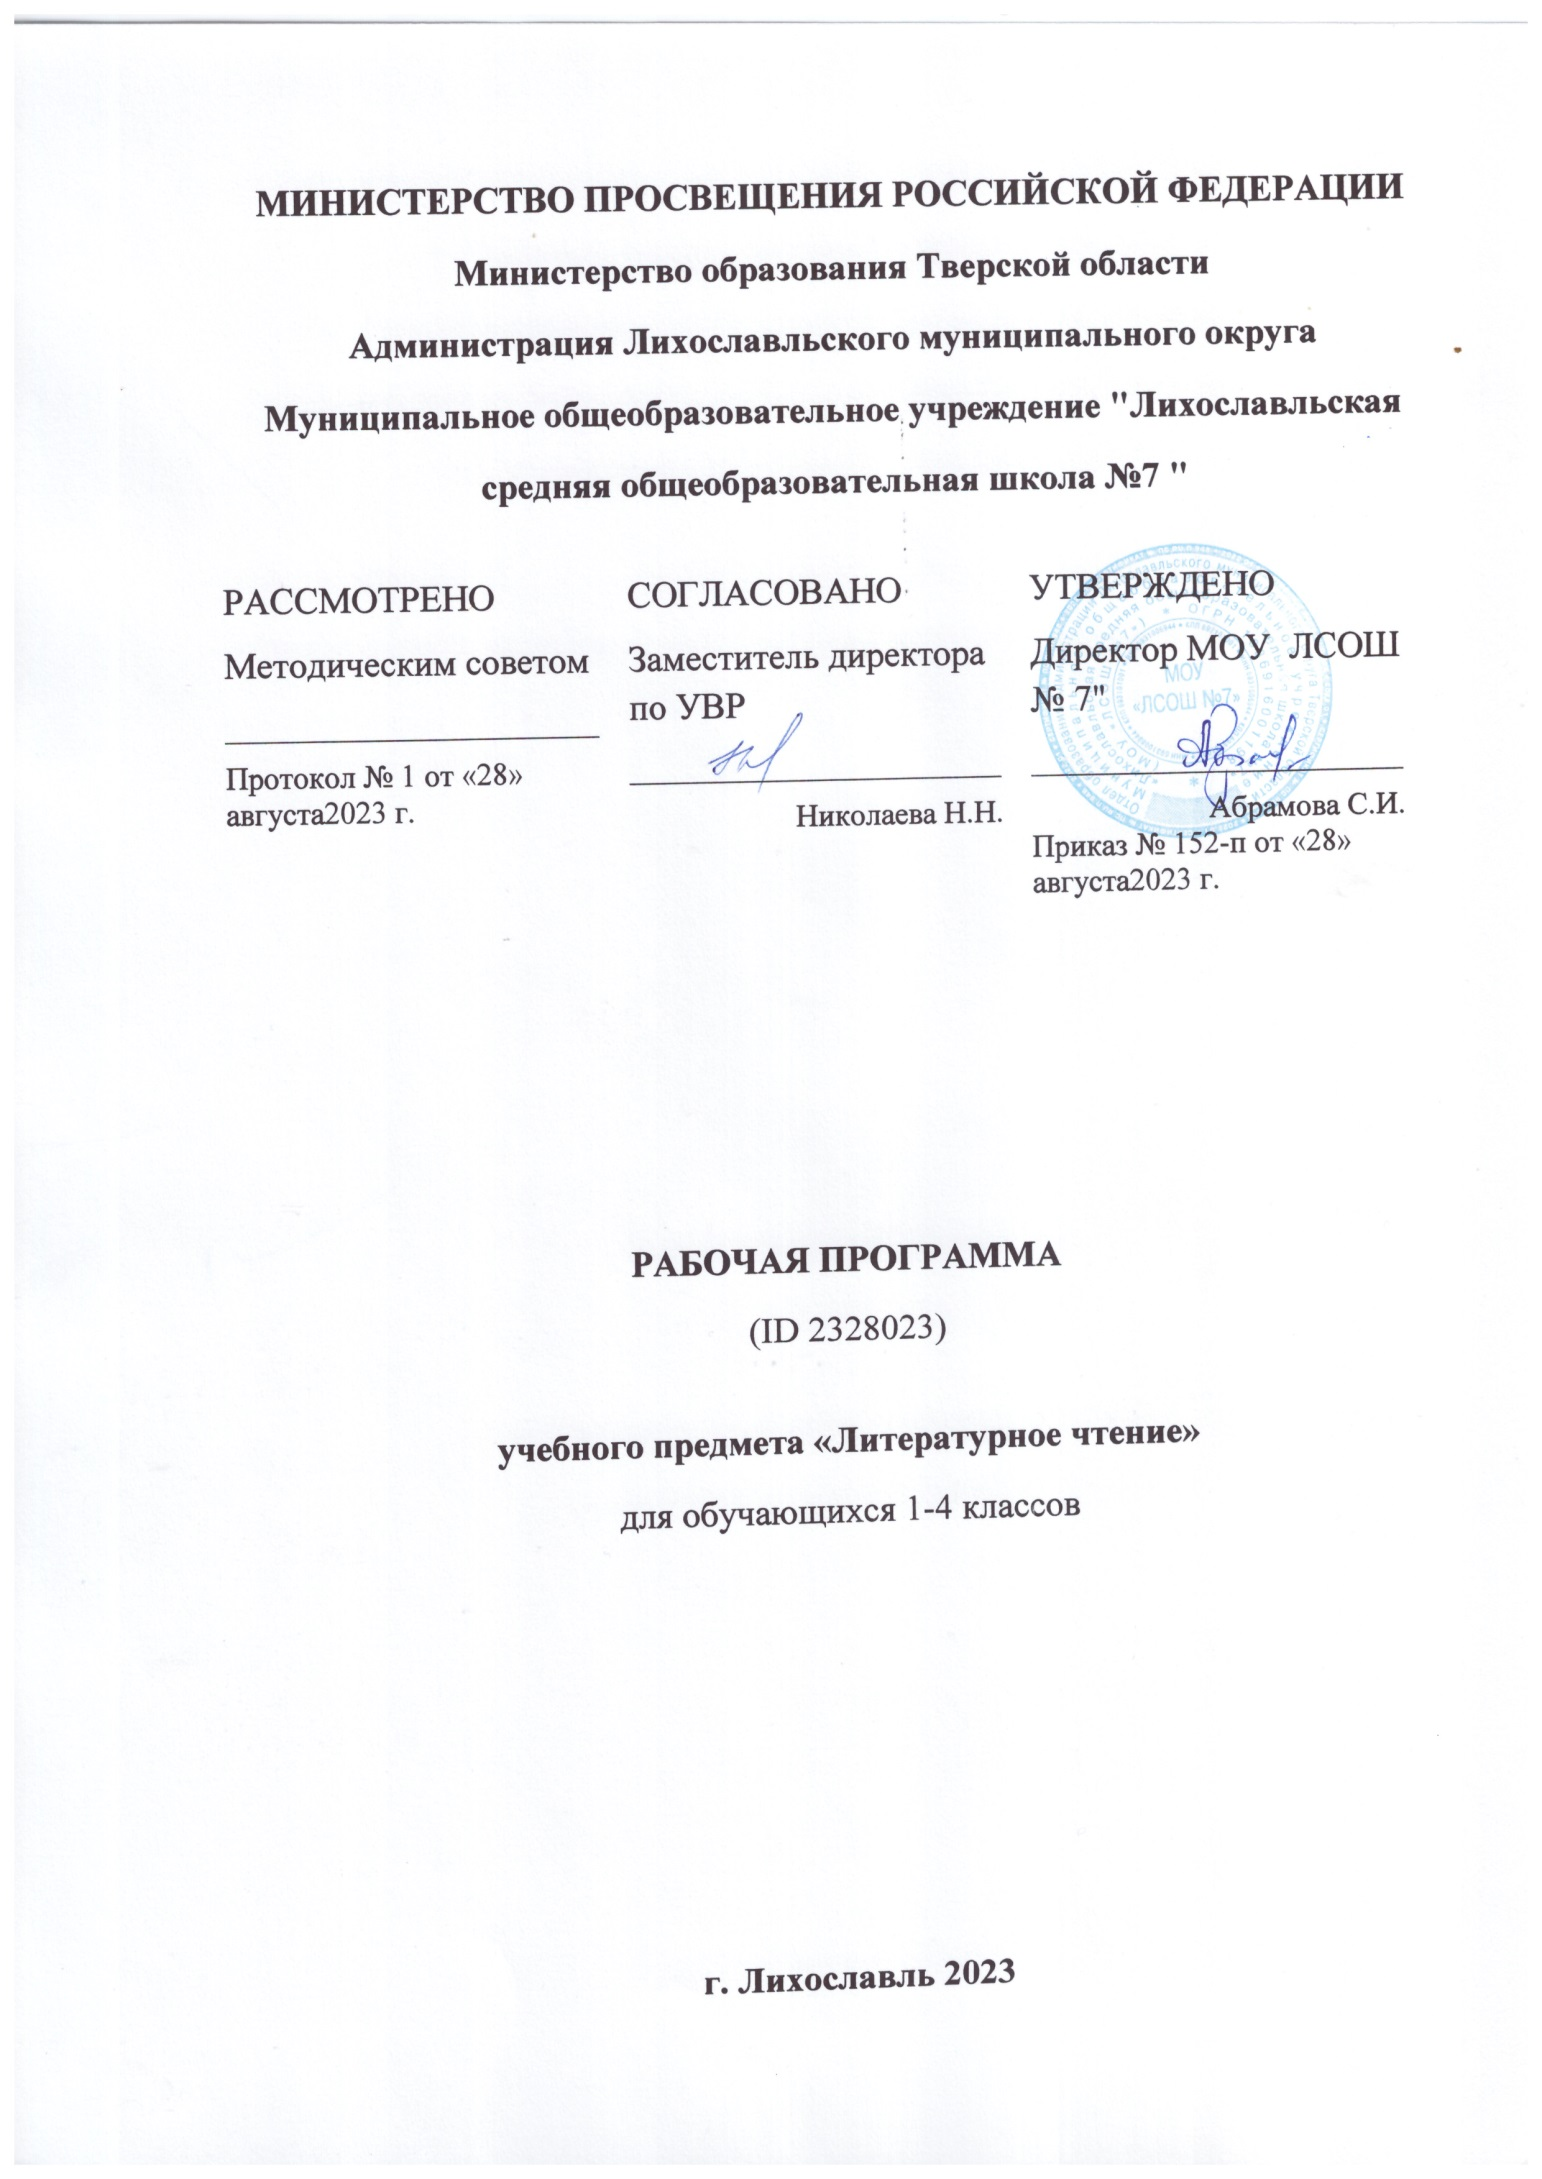 МИНИСТЕРСТВО ПРОСВЕЩЕНИЯ РОССИЙСКОЙ ФЕДЕРАЦИИ
Министерство образования Тверской области
Администрация Лихославльского муниципального округа
Муниципальное общеобразовательное учреждение "Лихославльская
средняя общеобразовательная школа №7 "
РАССМОТРЕНО
Методическим советом
Протокол № 1 от «28»
августа2023 г.
СОГЛАСОВАНО
Заместитель директора
по УВР
Николаева Н.Н.
УТВЕРЖДЕНО
Директор МОУ ЛСОШ
№ 7"
МОУ
«ЛСОШ №7»
Абрамова С.И.
Приказ № 152-п от «28»
августа2023 г.
РАБОЧАЯ ПРОГРАММА
(ID 2328023)
учебного предмета «Литературное чтение»
для обучающихся 1-4 классов
г. Лихославль 2023